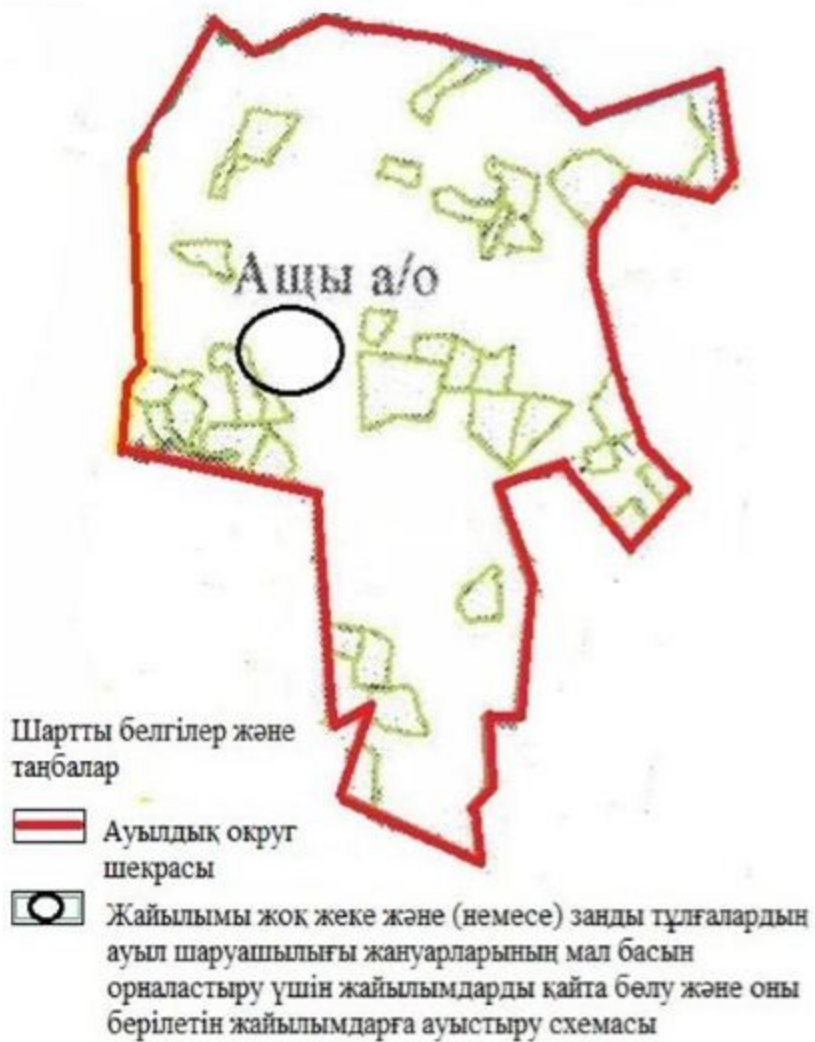 Ащы а/о
Шартты белгілер және
таңбалар
Ауылдық округ
шекрасы
Жайылымы жоқ жеке және (немесе) заңды тұлғалардың
ауыл шаруашылығы жануарларының мал басын
орналастыру үшін жайылымдарды қайта бөлу және оны
берілетін жайылымдарға ауыстыру схемасы